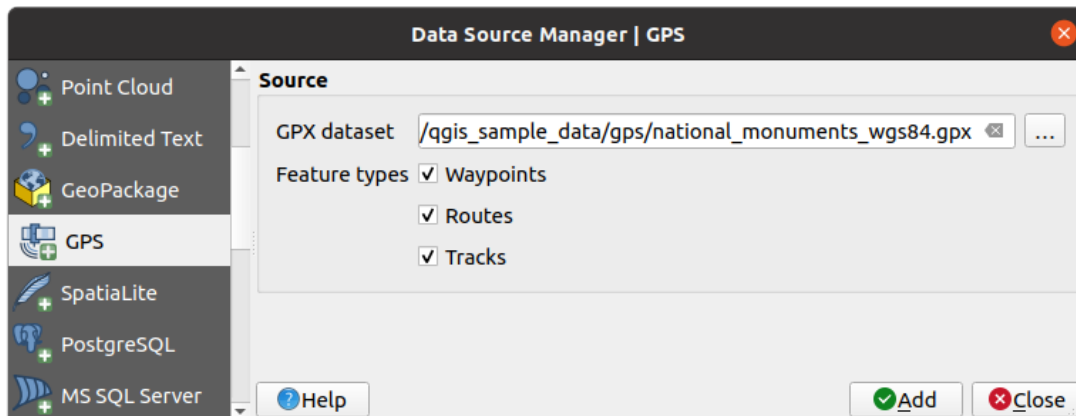 Data Source Manager | GPS
Point Cloud
Delimited Text
GeoPackage
GPS
SpatiaLite
PostgreSQL
MS SQL Server
Source
GPX dataset /qgis_sample_data/gps/national_monuments_wgs84.gpx ...
Feature types Waypoints
Routes
Tracks
Help Add Close